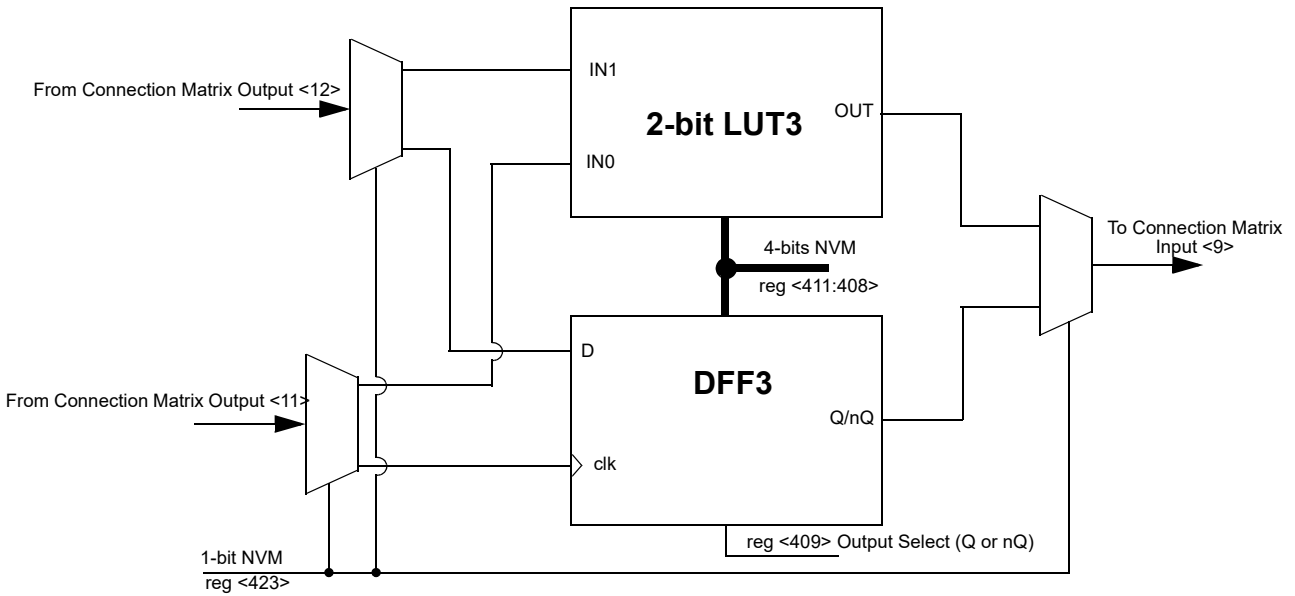 From Connection Matrix Output <12>
IN1
2-bit LUT3
OUT
IN0
To Connection Matrix
Input <9>
4-bits NVM
reg <411:408>
D
DFF3
From Connection Matrix Output <11>
Q/nQ
clk
reg <409> Output Select (Q or nQ)
1-bit NVM
reg <423>